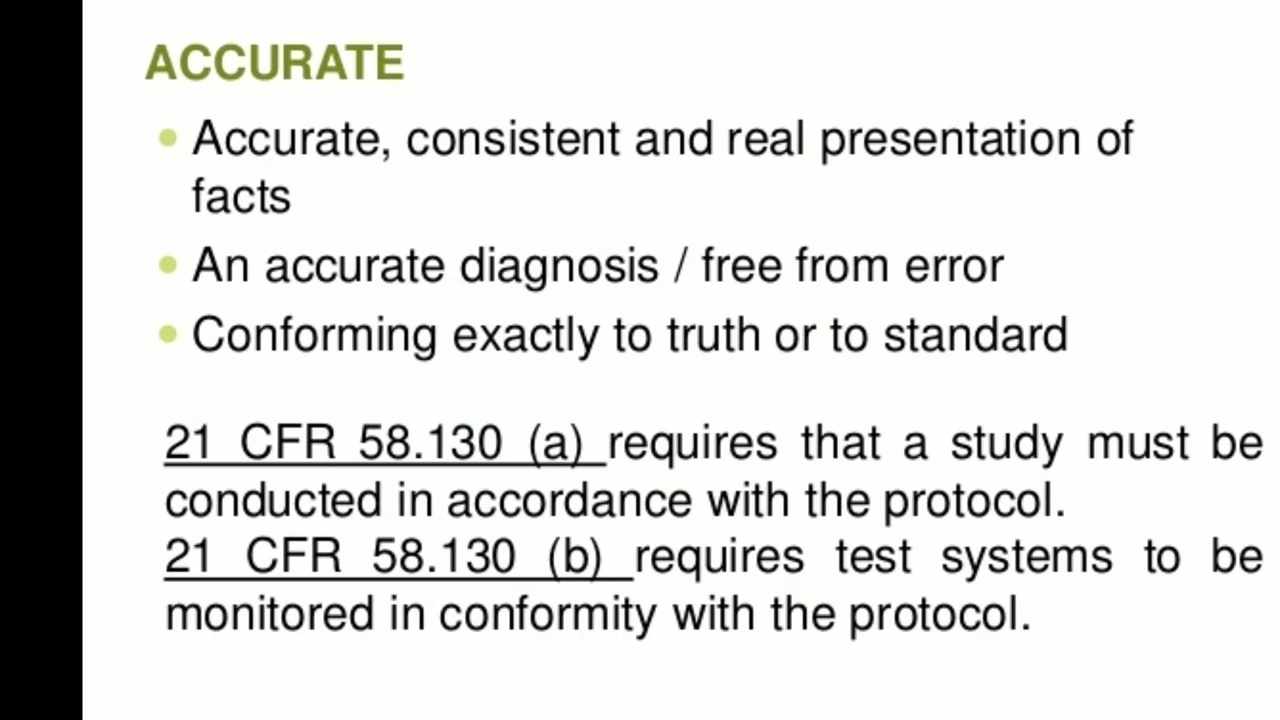 ACCURATE
• Accurate, consistent and real presentation of
facts
• An accurate diagnosis / free from error
• Conforming exactly to truth or to standard
21 CFR 58.130 (a) requires that a study must be
conducted in accordance with the protocol.
21 CFR 58.130 (b) requires test systems to be
monitored in conformity with the protocol.